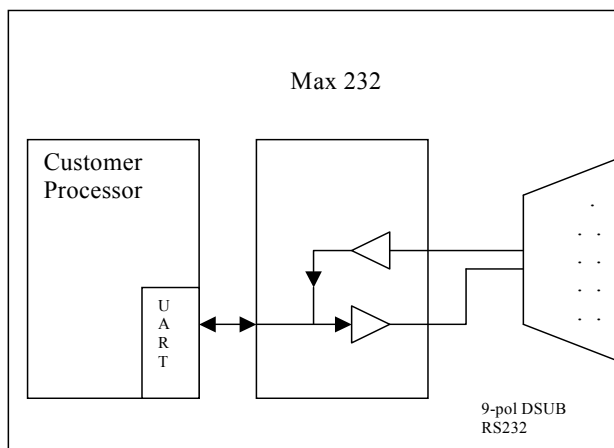 Max 232
Customer
Processor
U
A
R
T
9-pol DSUB
RS232